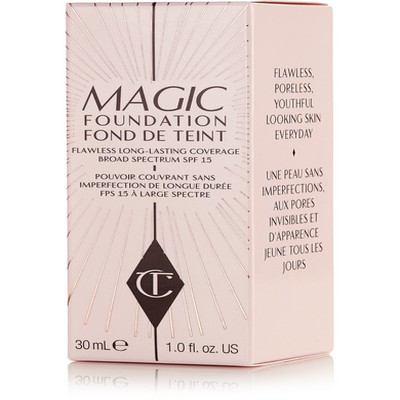 MAGIC
FOUNDATION
FOND DE TEINT
FLAWLESS LONG-LASTING COVERAGE
BROAD SPECTRUM SPF 15
POUVOIR COUVRANT SANS
IMPERFECTION DE LONGUE DURÉE
FPS 15 À LARGE SPECTRE
CT
30 mL℮ 1.0 fl. oz. US
FLAWLESS,
PORELESS,
YOUTHFUL
LOOKING SKIN
EVERYDAY
UNE PEAU SANS
IMPERFECTIONS,
AUX PORES
INVISIBLES ET
D'APPARENCE
JEUNE TOUS LES
JOURS